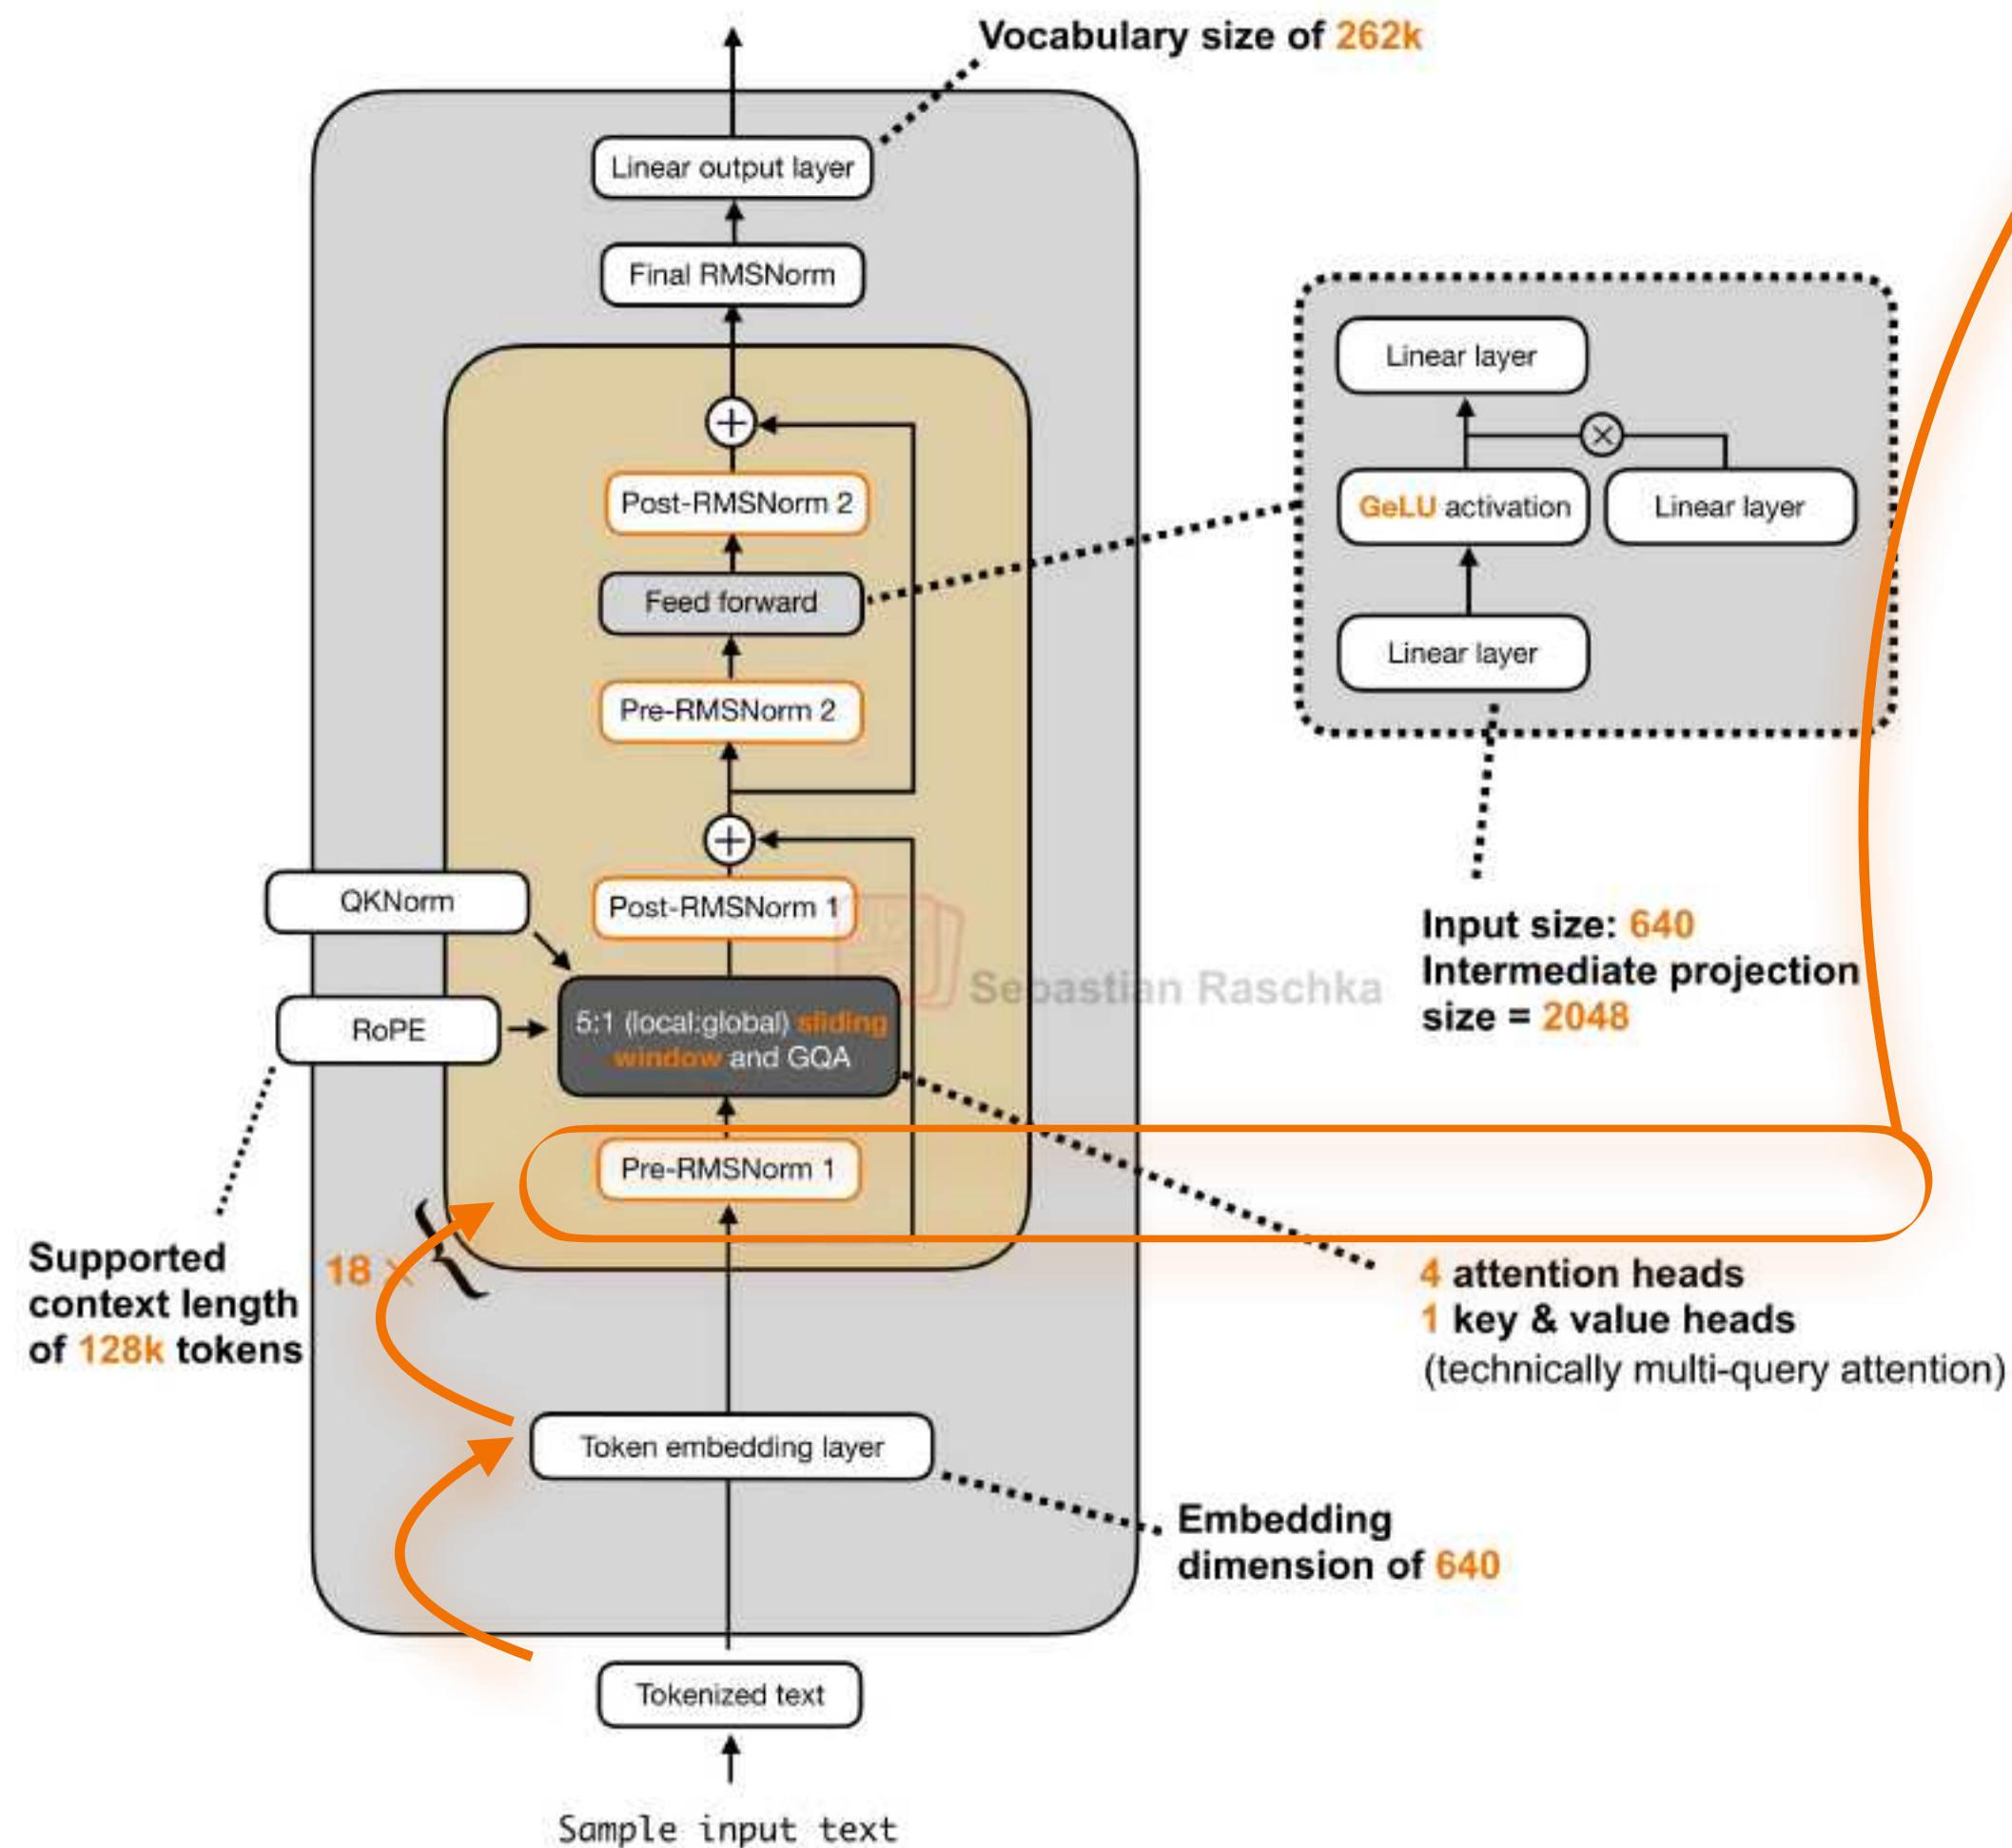 Vocabulary size of 262k
Linear output layer
Final RMSNorm
Linear layer
GeLU activation
Linear layer
Linear layer
Post-RMSNorm 2
Feed forward
Pre-RMSNorm 2
Input size: 640
Intermediate projection
size = 2048
QKNorm
Post-RMSNorm 1
Sebastian Raschka
RoPE
5:1 (local:global) sliding
window and GQA
Pre-RMSNorm 1
Supported
context length
of 128k tokens
18 ×
4 attention heads
1 key & value heads
(technically multi-query attention)
Token embedding layer
Embedding
dimension of 640
Tokenized text
Sample input text